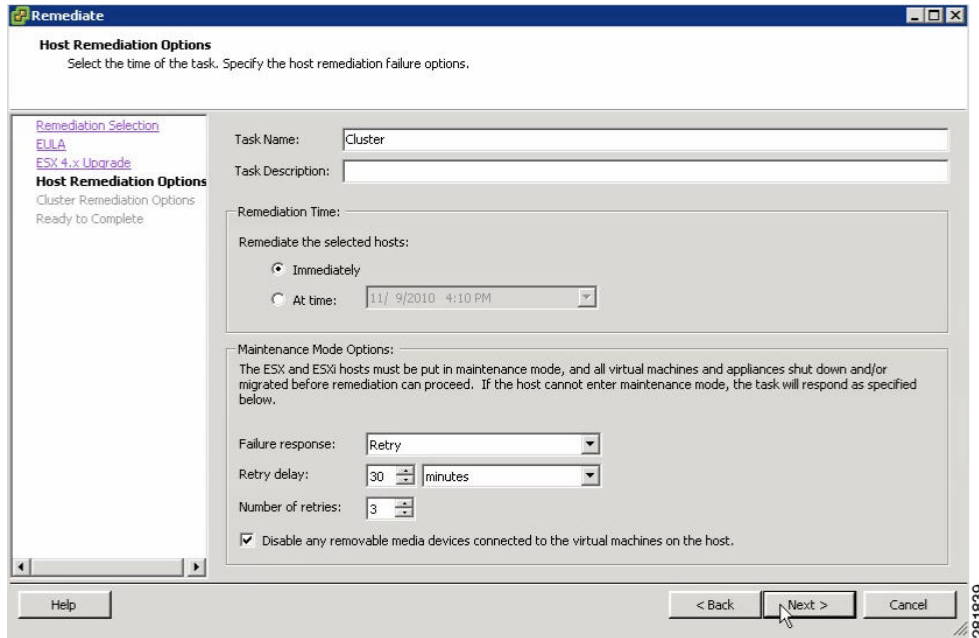 Remediate
Host Remediation Options
Select the time of the task. Specify the host remediation failure options.
Remediation Selection
EULA
ESX 4.x Upgrade
Host Remediation Options
Cluster Remediation Options
Ready to Complete
Task Name: Cluster
Task Description:
Remediation Time:
Remediate the selected hosts:
Immediately
At time: 11/ 9/2010 4:10 PM
Maintenance Mode Options:
The ESX and ESXi hosts must be put in maintenance mode, and all virtual machines and appliances shut down and/or
migrated before remediation can proceed. If the host cannot enter maintenance mode, the task will respond as specified
below.
Failure response: Retry
Retry delay: 30 minutes
Number of retries: 3
Disable any removable media devices connected to the virtual machines on the host.
Help < Back Next > Cancel
281839